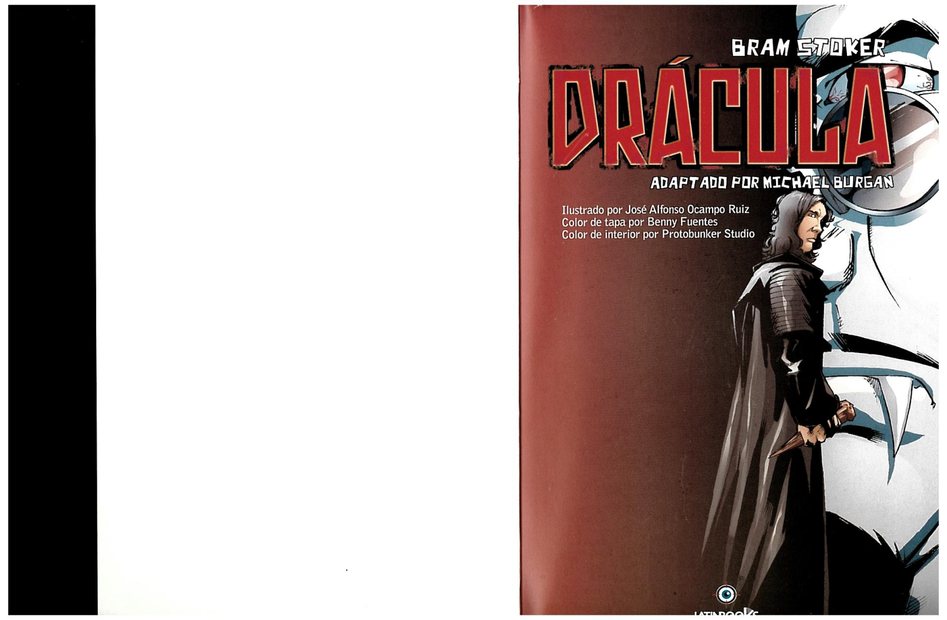 BRAM STOKER
DRÁCULA
ADAPTADO POR MICHAEL BURGAN
Ilustrado por José Alfonso Ocampo Ruiz
Color de tapa por Benny Fuentes
Color de interior por Protobunker Studio
LATINBOOKS